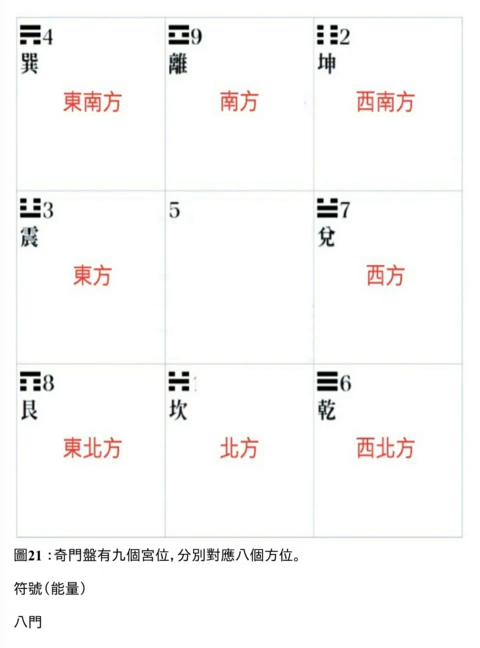 ☴4
☲9
☷2
巽
離
坤
東南方
南方
西南方
☳3
5
☱7
震
兌
東方
西方
☶8
☵
☰6
艮
坎
乾
東北方
北方
西北方
圖21：奇門盤有九個宮位，分別對應八個方位。
符號（能量）
八門